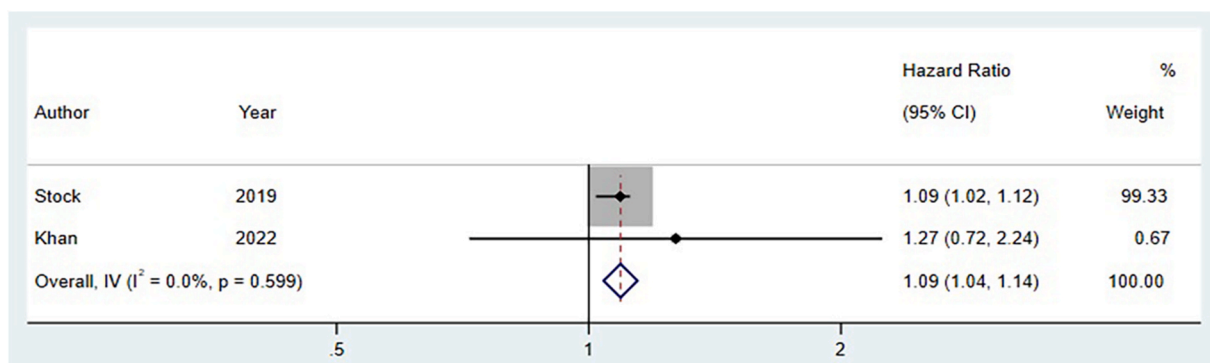 Hazard Ratio %
Author Year (95% CI) Weight
Stock 2019 1.09 (1.02, 1.12) 99.33
Khan 2022 1.27 (0.72, 2.24) 0.67
Overall, IV (I² = 0.0%, p = 0.599) 1.09 (1.04, 1.14) 100.00
.5 1 2